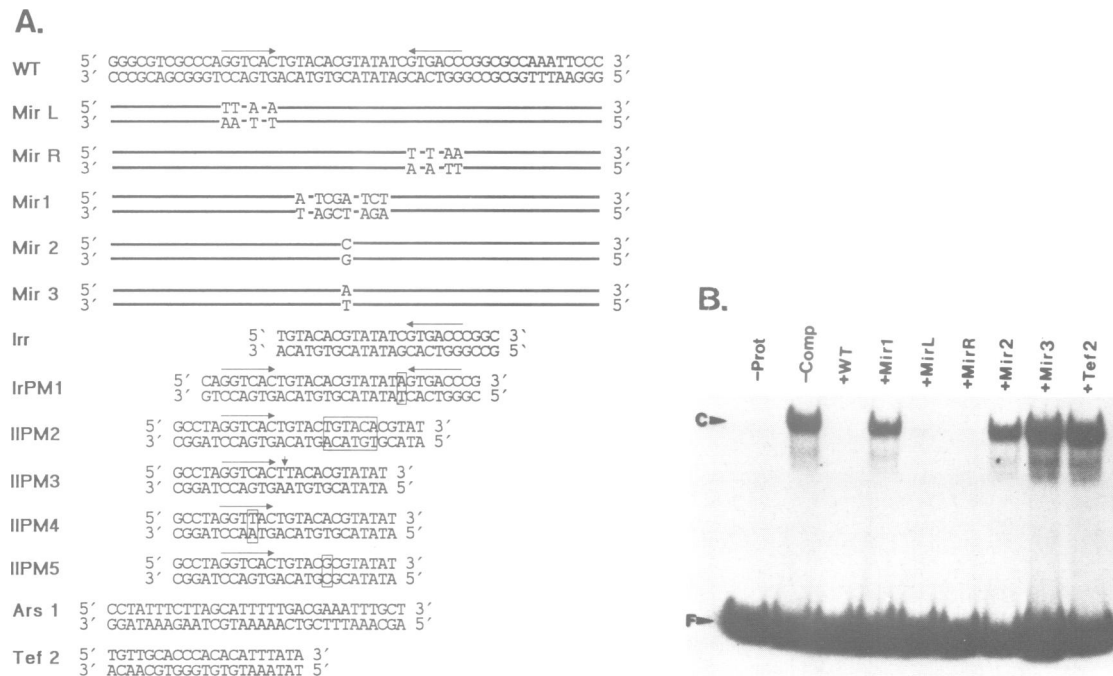 A.
WT 5′ GGGCGTCGCCCAGGTCACTGTACACGTATATCGTGACCCGGCGCCAAATTCCC 3′
3′ CCCGCAGCGGGTCCAGTGACATGTGCATATAGCACTGGGCCGCGGTTTAAGGG 5′
Mir L 5′ TT-A-A 3′
3′ AA-T-T 5′
Mir R 5′ T-T-AA 3′
3′ A-A-TT 5′
Mir1 5′ A-TCGA-TCT 3′
3′ T-AGCT-AGA 5′
Mir 2 5′ C 3′
3′ G 5′
Mir 3 5′ A 3′
3′ T 5′
Irr 5‵ TGTACACGTATATCGTGACCCGGC 3‵
3‵ ACATGTGCATATAGCACTGGGCCG 5‵
IrPM1 5′ CAGGTCACTGTACACGTATATAGTGACCCG 3′
3′ GTCCAGTGACATGTGCATATATCACTGGGC 5′
IIPM2 5′ GCCTAGGTCACTGTACTGTACACGTAT 3′
3′ CGGATCCAGTGACATGACATGTGCATA 5′
IIPM3 5′ GCCTAGGTCACTTACACGTATAT 3′
3′ CGGATCCAGTGAATGTGCATATA 5′
IIPM4 5′ GCCTAGGTTACTGTACACGTATAT 3′
3′ CGGATCCAATGACATGTGCATATA 5′
IIPM5 5′ GCCTAGGTCACTGTACGCGTATAT 3′
3′ CGGATCCAGTGACATGCGCATATA 5′
Ars 1 5′ CCTATTTCTTAGCATTTTTGACGAAATTTGCT 3′
3′ GGATAAAGAATCGTAAAAACTGCTTTAAACGA 5′
Tef 2 5′ TGTTGCACCCACACATTTATA 3′
3′ ACAACGTGGGTGTGTAAATAT 5′
B.
-Prot -Comp +WT +Mir1 +MirL +MirR +Mir2 +Mir3 +Tef2
C
F